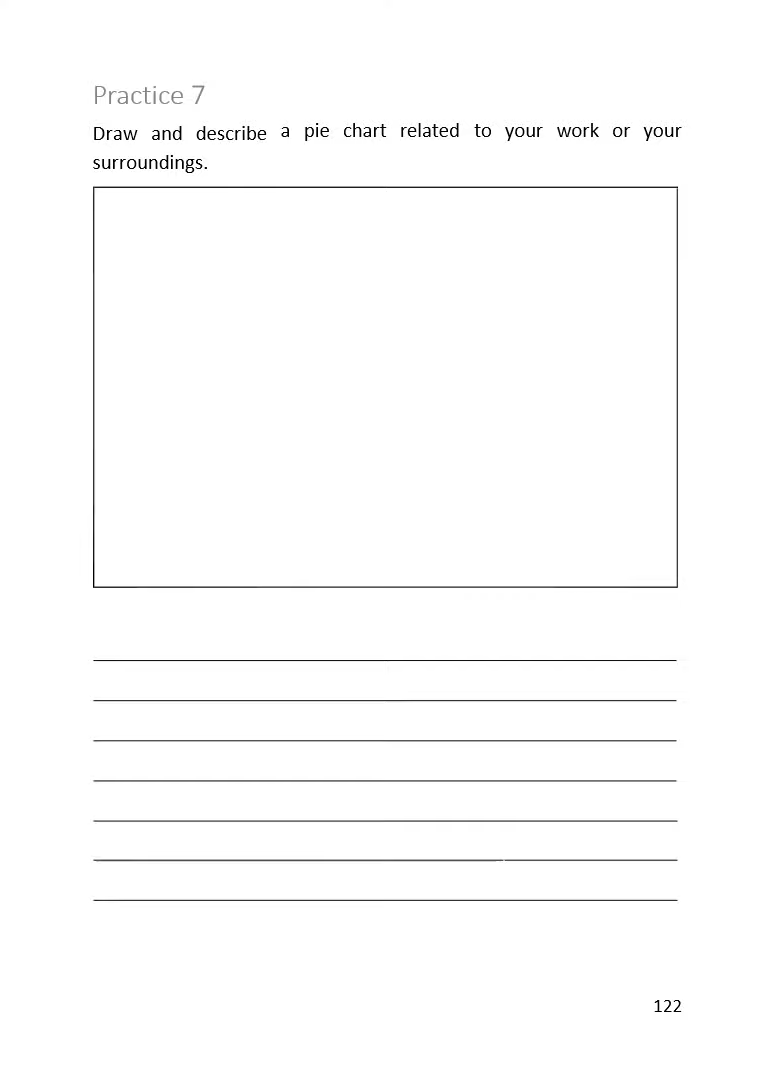 Practice 7
Draw and describe a pie chart related to your work or your
surroundings.
122